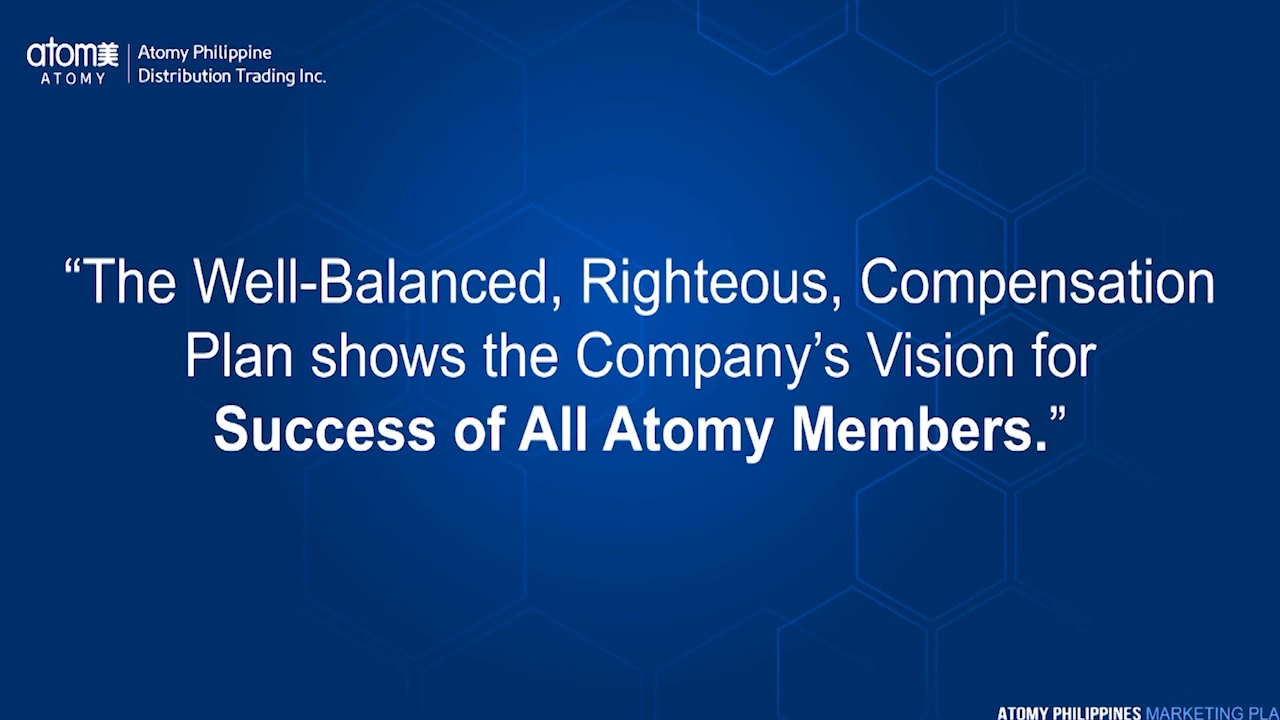 atom美
ATOMY
Atomy Philippine
Distribution Trading Inc.
“The Well-Balanced, Righteous, Compensation
Plan shows the Company’s Vision for
Success of All Atomy Members.”
ATOMY PHILIPPINES MARKETING PLA